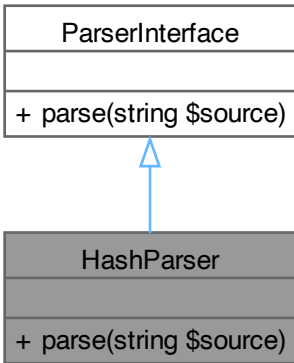 ParserInterface
+ parse(string $source)
HashParser
+ parse(string $source)